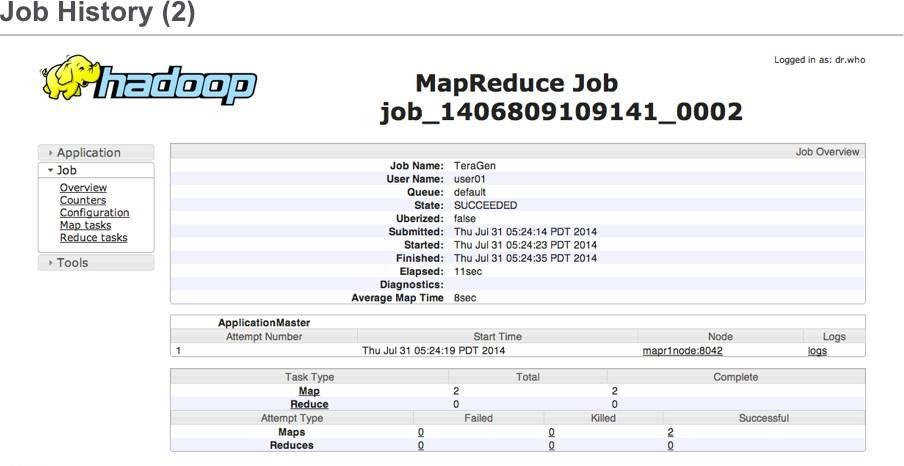 Job History (2)
Logged in as: dr.who
hadoop
MapReduce Job
job_1406809109141_0002
Application
Job
Overview
Counters
Configuration
Map tasks
Reduce tasks
Tools
Job Overview
Job Name: TeraGen
User Name: user01
Queue: default
State: SUCCEEDED
Uberized: false
Submitted: Thu Jul 31 05:24:14 PDT 2014
Started: Thu Jul 31 05:24:23 PDT 2014
Finished: Thu Jul 31 05:24:35 PDT 2014
Elapsed: 11sec
Diagnostics:
Average Map Time 8sec
ApplicationMaster
Attempt Number Start Time Node Logs
1 Thu Jul 31 05:24:19 PDT 2014 mapr1node:8042 logs
Task Type Total Complete
Map 2 2
Reduce 0 0
Attempt Type Failed Killed Successful
Maps 0 0 2
Reduces 0 0 0